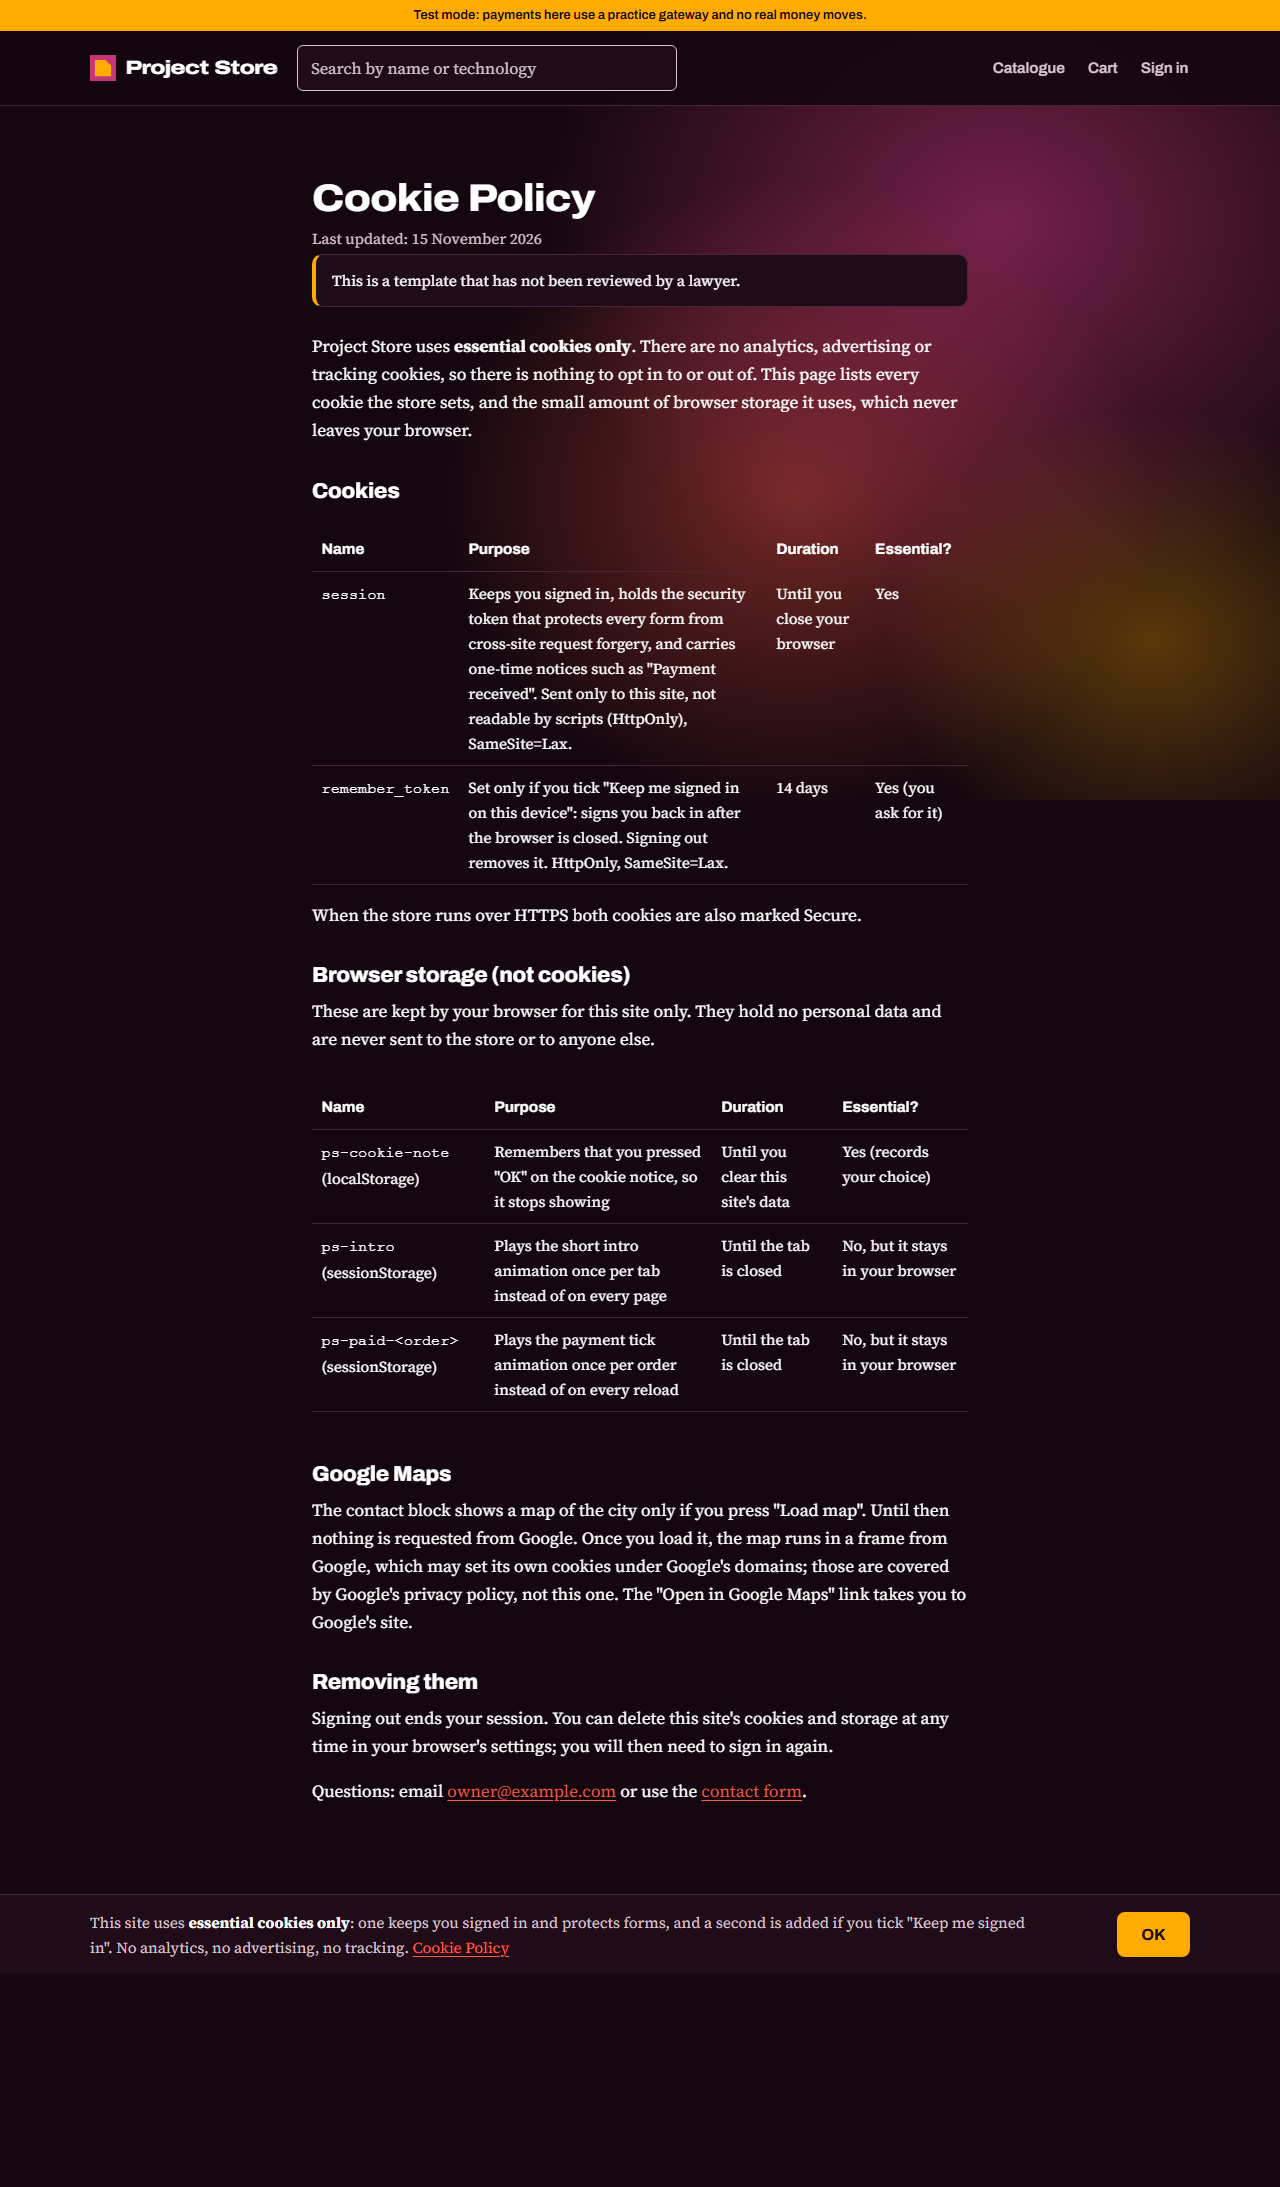 Test mode: payments here use a practice gateway and no real money moves.
Project Store
Search by name or technology
Catalogue Cart Sign in
Cookie Policy
Last updated: 15 November 2026
This is a template that has not been reviewed by a lawyer.
Project Store uses essential cookies only. There are no analytics, advertising or
tracking cookies, so there is nothing to opt in to or out of. This page lists every
cookie the store sets, and the small amount of browser storage it uses, which never
leaves your browser.
Cookies
Name Purpose Duration Essential?
session Keeps you signed in, holds the security Until you Yes
token that protects every form from close your
cross-site request forgery, and carries browser
one-time notices such as "Payment
received". Sent only to this site, not
readable by scripts (HttpOnly),
SameSite=Lax.
remember_token Set only if you tick "Keep me signed in 14 days Yes (you
on this device": signs you back in after ask for it)
the browser is closed. Signing out
removes it. HttpOnly, SameSite=Lax.
When the store runs over HTTPS both cookies are also marked Secure.
Browser storage (not cookies)
These are kept by your browser for this site only. They hold no personal data and
are never sent to the store or to anyone else.
Name Purpose Duration Essential?
ps-cookie-note Remembers that you pressed Until you Yes (records
(localStorage) "OK" on the cookie notice, so clear this your choice)
it stops showing site's data
ps-intro Plays the short intro Until the tab No, but it stays
(sessionStorage) animation once per tab is closed in your browser
instead of on every page
ps-paid-<order> Plays the payment tick Until the tab No, but it stays
(sessionStorage) animation once per order is closed in your browser
instead of on every reload
Google Maps
The contact block shows a map of the city only if you press "Load map". Until then
nothing is requested from Google. Once you load it, the map runs in a frame from
Google, which may set its own cookies under Google's domains; those are covered
by Google's privacy policy, not this one. The "Open in Google Maps" link takes you to
Google's site.
Removing them
Signing out ends your session. You can delete this site's cookies and storage at any
time in your browser's settings; you will then need to sign in again.
Questions: email owner@example.com or use the contact form.
This site uses essential cookies only: one keeps you signed in and protects forms, and a second is added if you tick "Keep me signed
in". No analytics, no advertising, no tracking. Cookie Policy
OK